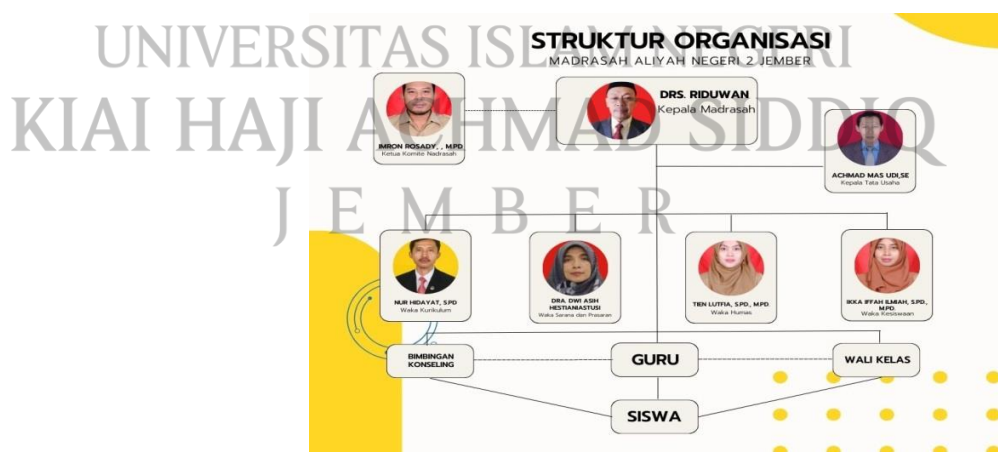 UNIVERSITAS ISLAM NEGERI
KIAI HAJI ACHMAD SIDDIQ
JEMBER
STRUKTUR ORGANISASI
MADRASAH ALIYAH NEGERI 2 JEMBER
DRS. RIDUWAN
Kepala Madrasah
IMRON ROSADY, , M.PD
Ketua Komite Nadrasah
ACHMAD MAS UDI,SE
Kepala Tata Usaha
NUR HIDAYAT, S.PD
Waka Kurikulum
DRA. DWI ASIH
HESTIANIASTUSI
Waka Sarana dan Prasaran
TIEN LUTFIA, S.PD., M.PD
Waka Humas
IKKA IFFAH ILMIAH, S.PD.,
M.PD.
Waka Kesiswaan
BIMBINGAN
KONSELING
GURU
WALI KELAS
SISWA